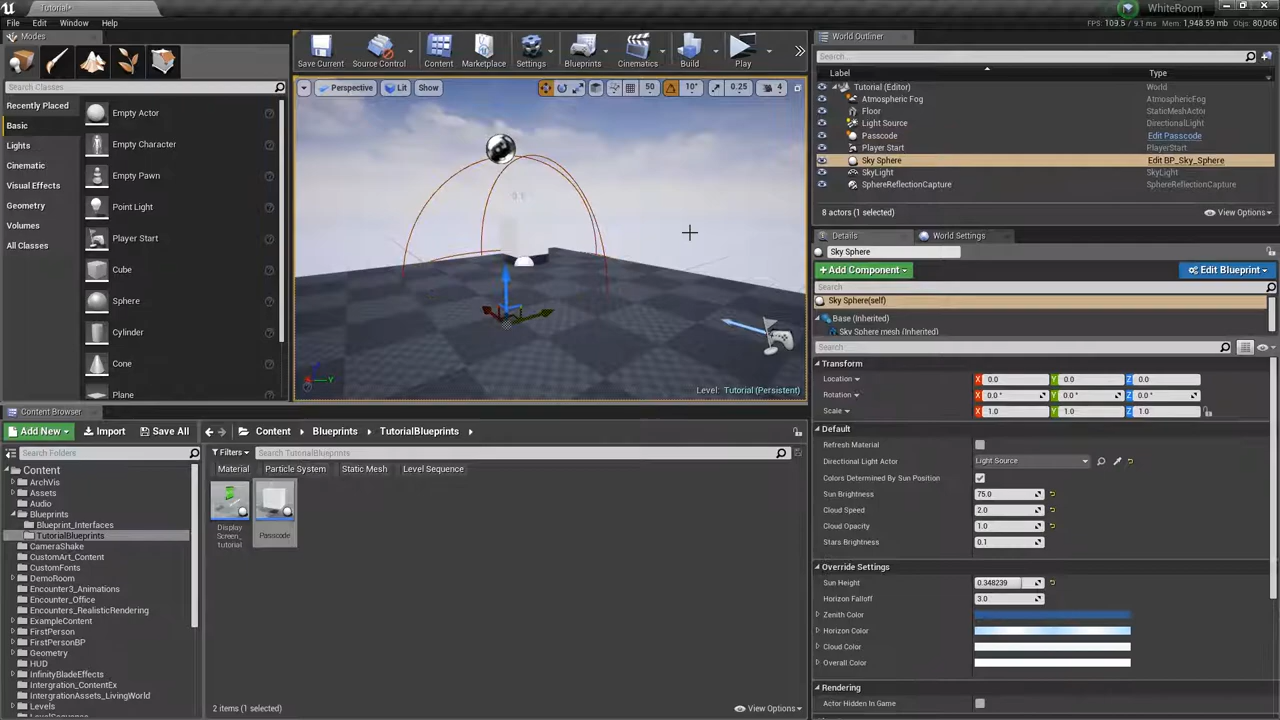 Tutorial*
WhiteRoom
File Edit Window Help
FPS: 109.5 / 9.1 ms Mem: 1,948.59 mb Objs: 80,066
Modes
Search Classes
Recently Placed
Basic
Lights
Cinematic
Visual Effects
Geometry
Volumes
All Classes
Empty Actor
Empty Character
Empty Pawn
Point Light
Player Start
Cube
Sphere
Cylinder
Cone
Plane
Save Current Source Control Content Marketplace Settings Blueprints Cinematics Build Play
Perspective Lit Show 50 10° 0.25 4
Level: Tutorial (Persistent)
World Outliner
Search...
Label Type
Tutorial (Editor) World
Atmospheric Fog AtmosphericFog
Floor StaticMeshActor
Light Source DirectionalLight
Passcode Edit Passcode
Player Start PlayerStart
Sky Sphere Edit BP_Sky_Sphere
SkyLight SkyLight
SphereReflectionCapture SphereReflectionCapture
8 actors (1 selected) View Options
Details World Settings
Sky Sphere
Add Component Edit Blueprint
Search
Sky Sphere(self)
Base (Inherited)
Sky Sphere mesh (Inherited)
Search
Transform
Location X 0.0 Y 0.0 Z 0.0
Rotation X 0.0 ° Y 0.0 ° Z 0.0 °
Scale X 1.0 Y 1.0 Z 1.0
Default
Refresh Material
Directional Light Actor Light Source
Colors Determined By Sun Position
Sun Brightness 75.0
Cloud Speed 2.0
Cloud Opacity 1.0
Stars Brightness 0.1
Override Settings
Sun Height 0.348239
Horizon Falloff 3.0
Zenith Color
Horizon Color
Cloud Color
Overall Color
Rendering
Actor Hidden In Game
Content Browser
Add New Import Save All Content Blueprints TutorialBlueprints
Search Folders
Content
ArchVis
Assets
Audio
Blueprints
Blueprint_Interfaces
TutorialBlueprints
CameraShake
CustomArt_Content
CustomFonts
DemoRoom
Encounter3_Animations
Encounter_Office
Encounters_RealisticRendering
ExampleContent
FirstPerson
FirstPersonBP
Geometry
HUD
InfinityBladeEffects
Intergration_ContentEx
IntergrationAssets_LivingWorld
Levels
Filters Search TutorialBlueprints
Material Particle System Static Mesh Level Sequence
Display
Screen_
tutorial
Passcode
2 items (1 selected) View Options